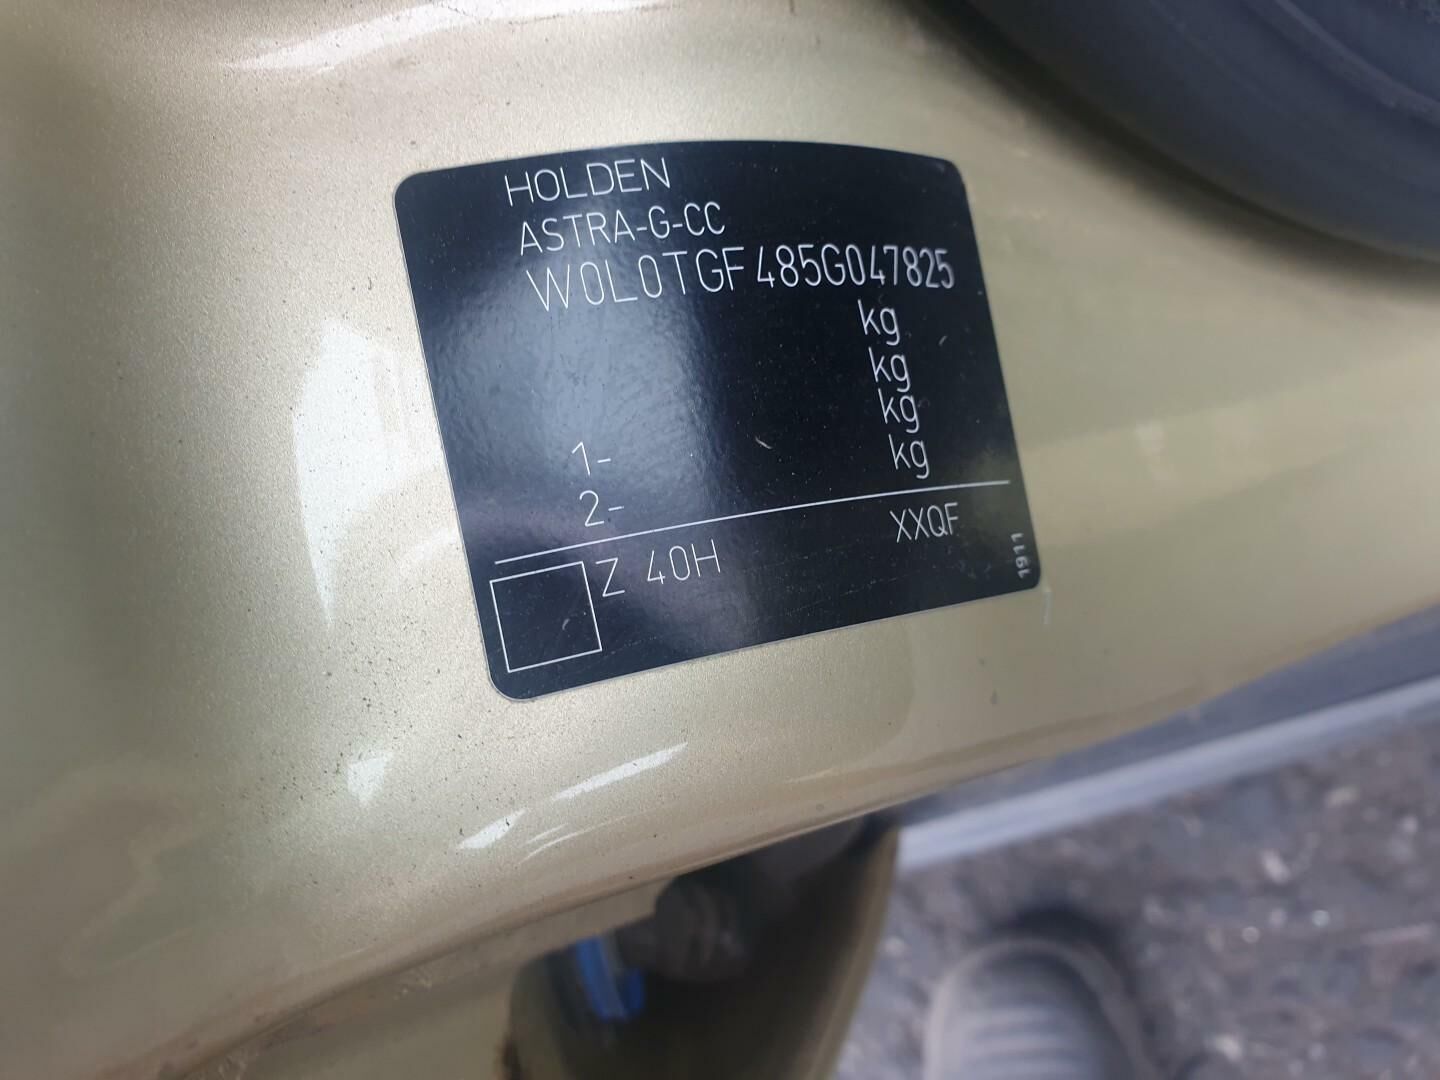 HOLDEN
ASTRA-G-CC
W0L0TGF485G047825
kg
kg
kg
1- kg
2-
Z 40H XXQF
1911